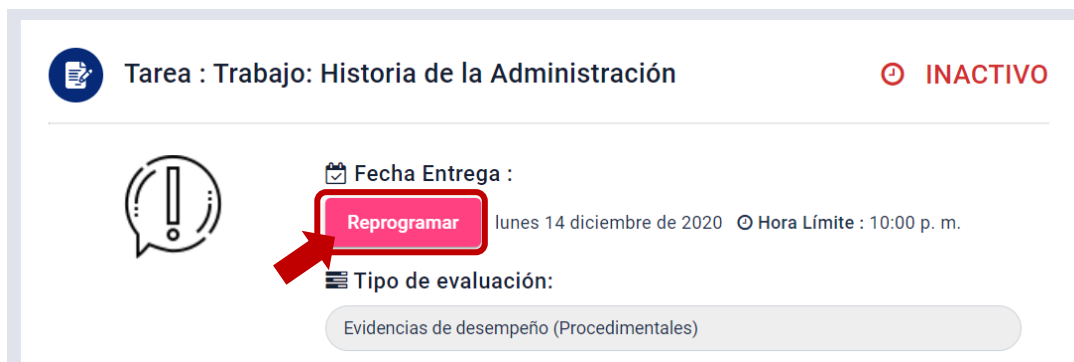 Tarea : Trabajo: Historia de la Administración
INACTIVO
Fecha Entrega :
Reprogramar lunes 14 diciembre de 2020 Hora Límite : 10:00 p. m.
Tipo de evaluación:
Evidencias de desempeño (Procedimentales)